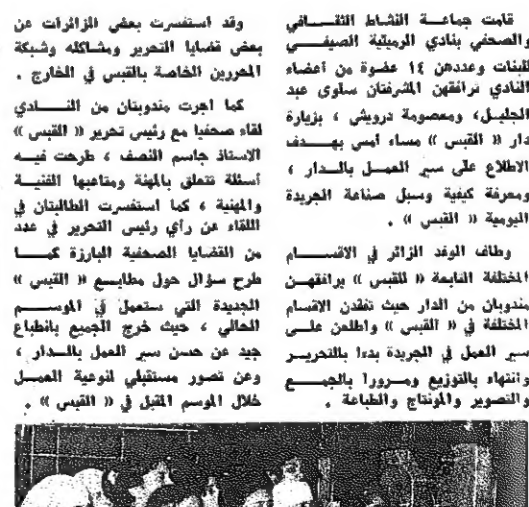 قامت جماعة النشاط الثقافي
والصحفي بنادي الرميثية الصيفي
للبنات وعددهن ١٤ عضوة من أعضاء
النادي ترافقهن المشرفتان سلوى عبد
الجليل، ومعصومة درويش ، بزيارة
دار « القبس » مساء أمس بهدف
الاطلاع على سير العمل بالدار ،
ومعرفة كيفية وسبل صناعة الجريدة
اليومية « القبس » .
وطاف الوفد الزائر في الاقسام
المختلفة التابعة « للقبس » يرافقهن
مندوبان من الدار حيث تفقدن الاقسام
المختلفة في « القبس » واطلعن على
سير العمل في الجريدة بدءا بالتحرير
وانتهاء بالتوزيع ومرورا بالجمع
والتصوير والمونتاج والطباعة .
وقد استفسرت بعض الزائرات عن
بعض قضايا التحرير ومشاكله وشبكة
المحررين الخاصة بالقبس في الخارج .
كما اجرت مندوبتان من النادي
لقاء صحفيا مع رئيس تحرير « القبس »
الاستاذ جاسم النصف ، طرحت فيه
أسئلة تتعلق بالمهنة ومتاعبها الفنية
والمهنية ، كما استفسرت الطالبتان في
اللقاء عن رأي رئيس التحرير في عدد
من القضايا الصحفية البارزة كما
طرح سؤال حول مطابع « القبس »
الجديدة التي ستعمل في الموسم
الحالي ، حيث خرج الجميع بانطباع
جيد عن حسن سير العمل بالدار ،
وعن تصور مستقبلي لنوعية العمل
خلال الموسم المقبل في « القبس » .